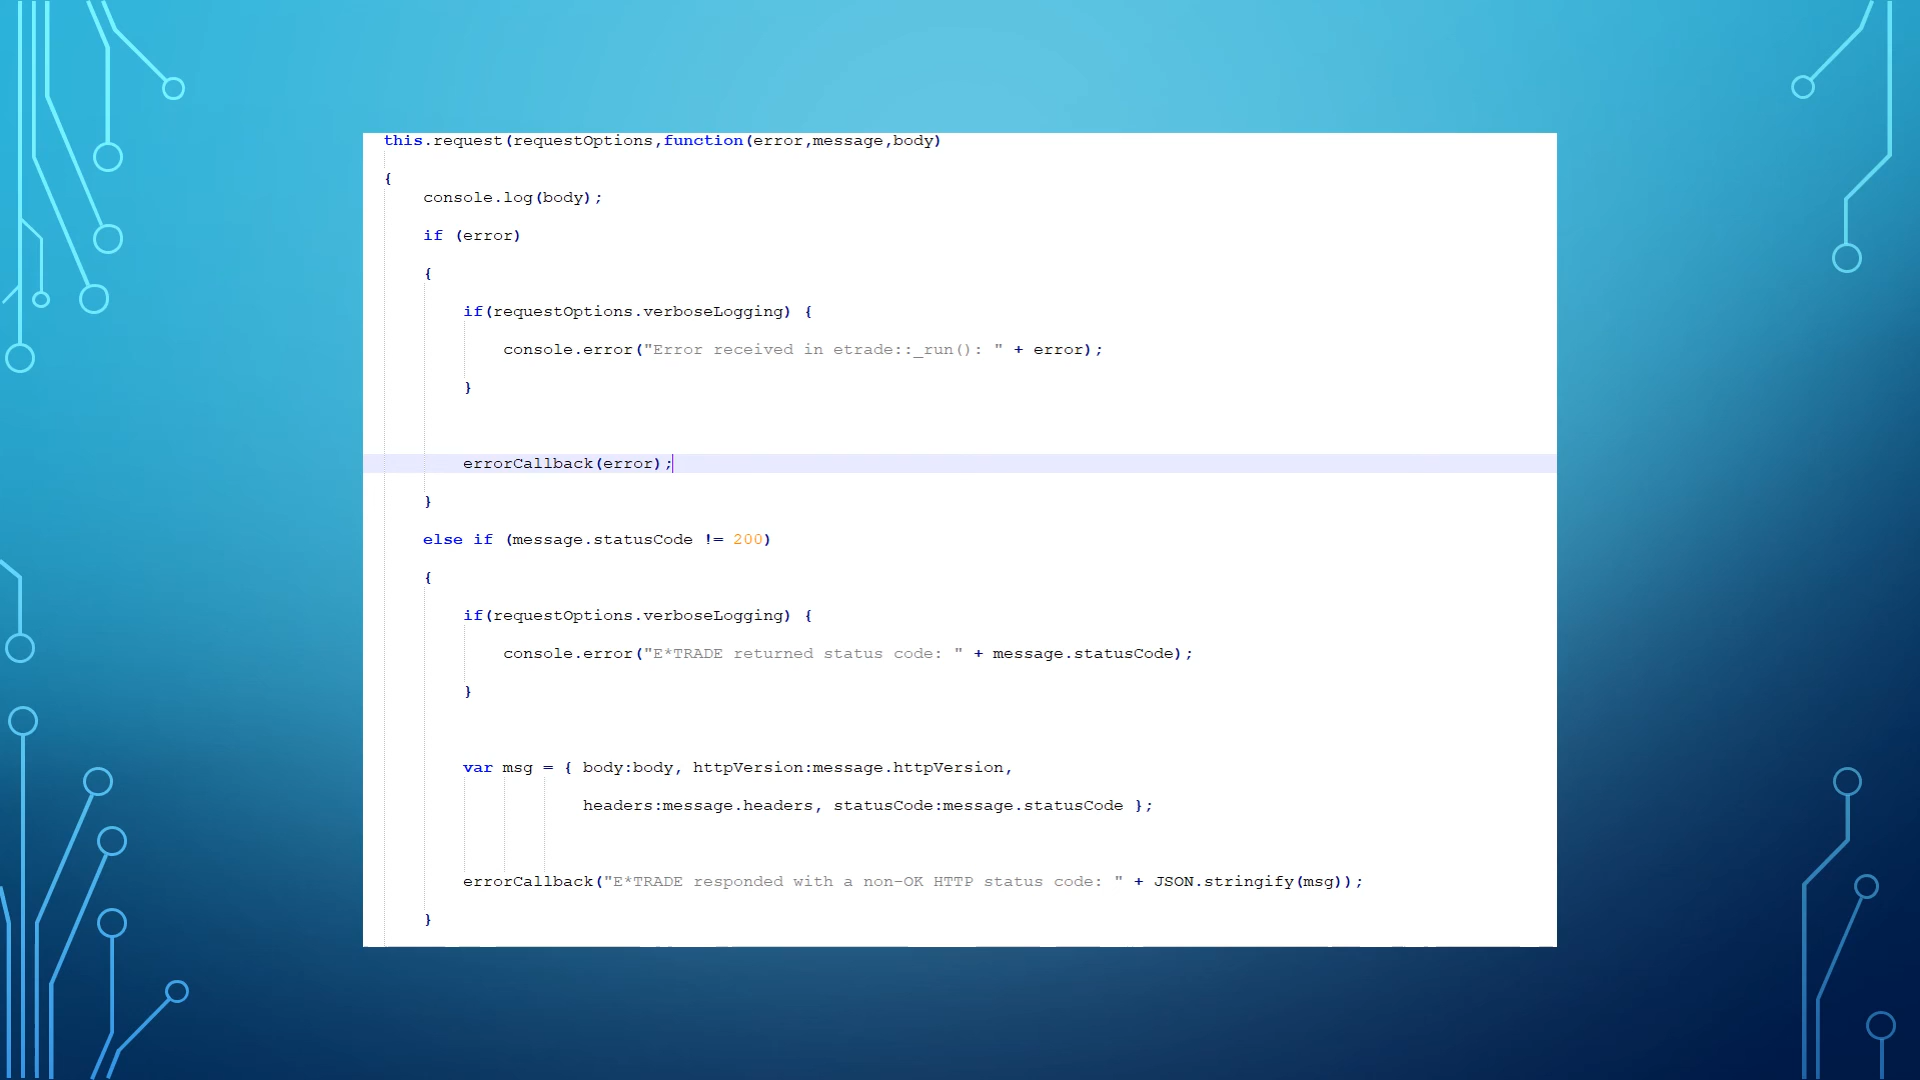 this.request(requestOptions,function(error,message,body)
{
console.log(body);
if (error)
{
if(requestOptions.verboseLogging) {
console.error("Error received in etrade::_run(): " + error);
}
errorCallback(error);
}
else if (message.statusCode != 200)
{
if(requestOptions.verboseLogging) {
console.error("E*TRADE returned status code: " + message.statusCode);
}
var msg = { body:body, httpVersion:message.httpVersion,
headers:message.headers, statusCode:message.statusCode };
errorCallback("E*TRADE responded with a non-OK HTTP status code: " + JSON.stringify(msg));
}